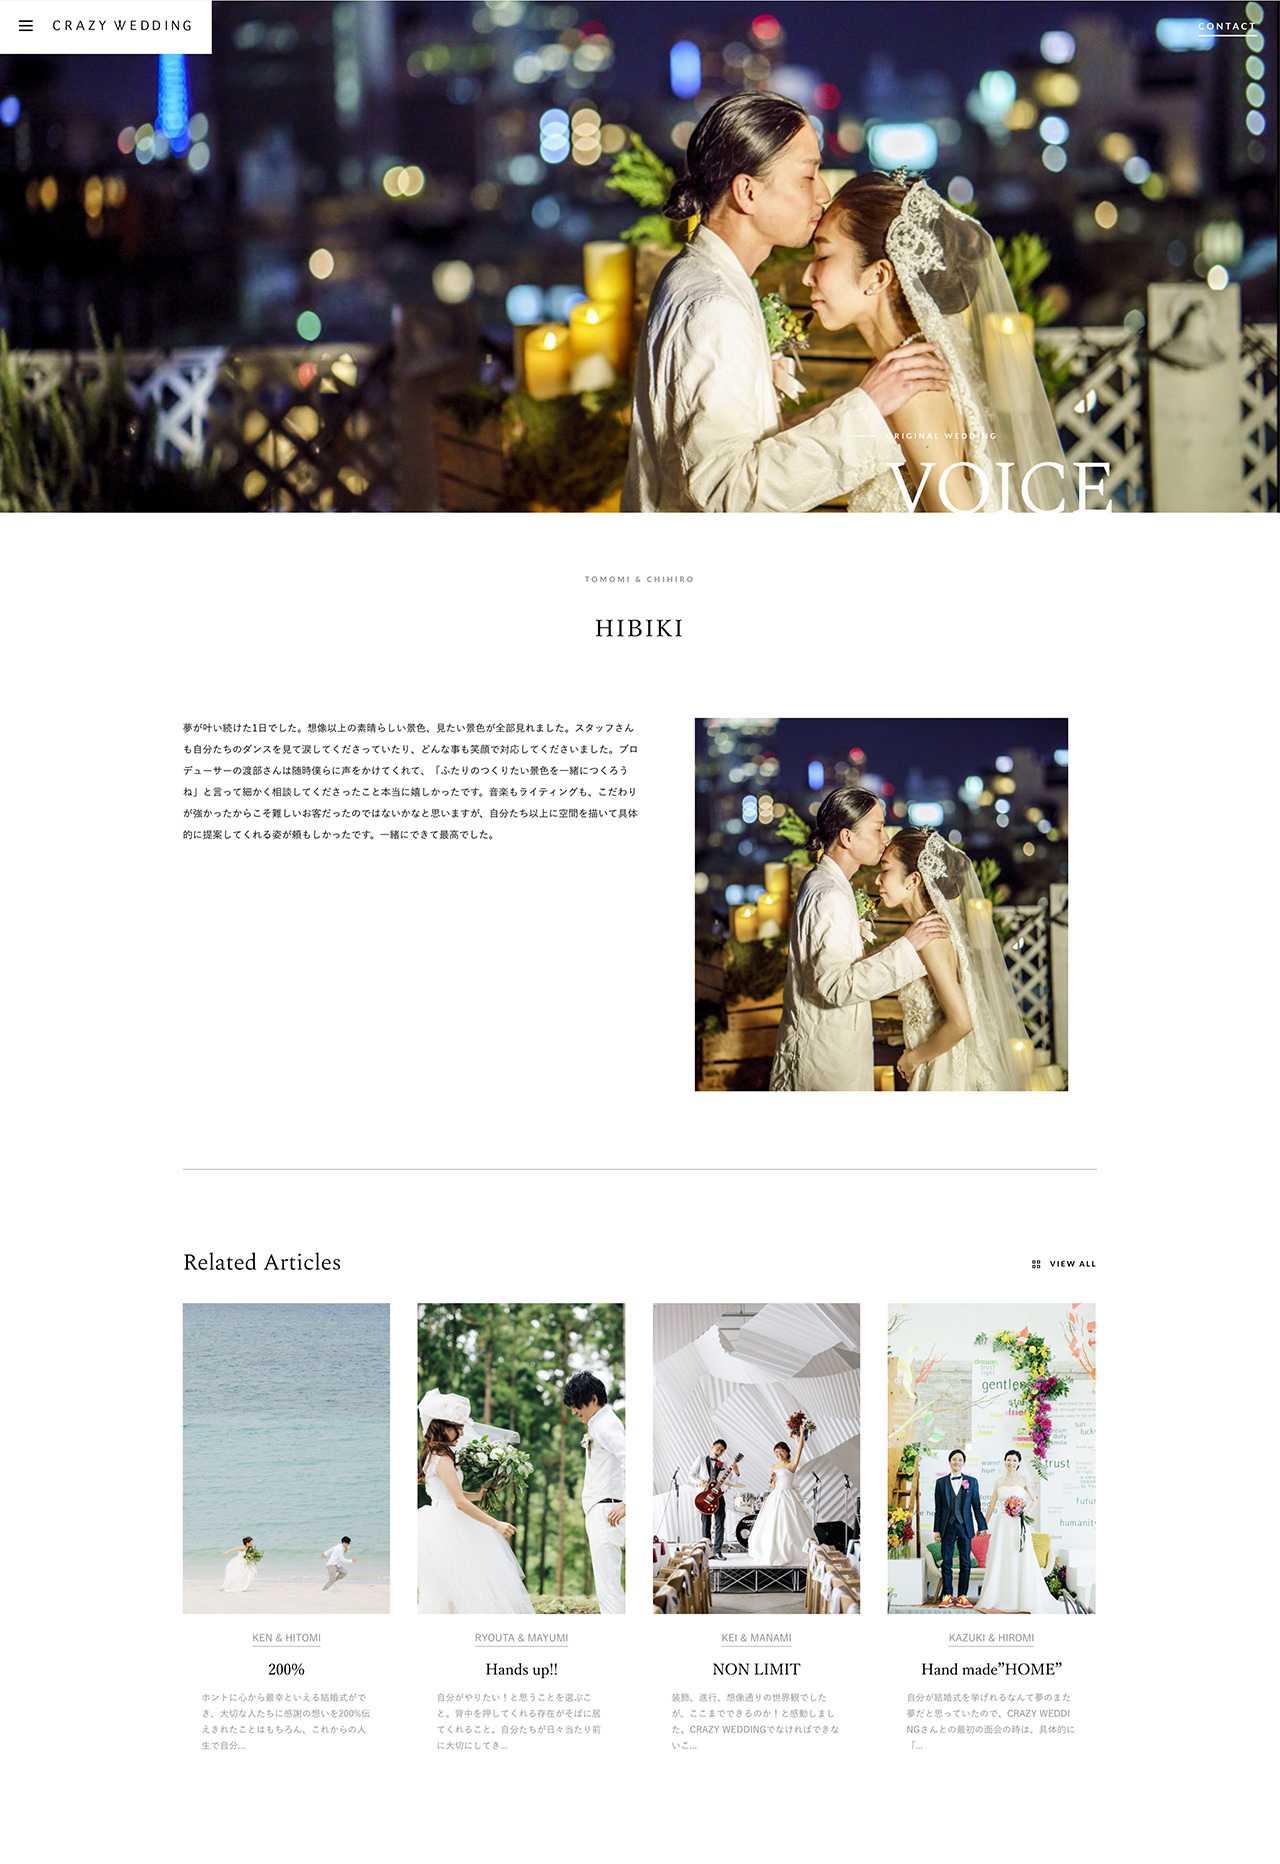 CRAZY WEDDING
CONTACT
ORIGINAL WEDDING
VOICE
TOMOMI & CHIHIRO
HIBIKI
夢が叶い続けた1日でした。想像以上の素晴らしい景色、見たい景色が全部見れました。スタッフさん
も自分たちのダンスを見て涙してくださっていたり、どんな事も笑顔で対応してくださいました。プロ
デューサーの渡部さんは随時僕らに声をかけてくれて、「ふたりのつくりたい景色を一緒につくろう
ね」と言って細かく相談してくださったこと本当に嬉しかったです。音楽もライティングも、こだわり
が強かったからこそ難しいお客だったのではないかなと思いますが、自分たち以上に空間を描いて具体
的に提案してくれる姿が頼もしかったです。一緒にできて最高でした。
Related Articles
VIEW ALL
gentle
trust
humanity
KEN & HITOMI
200%
ホントに心から最幸といえる結婚式がで
き、大切な人たちに感謝の想いを200%伝
えきれたことはもちろん、これからの人
生で自分...
RYOUTA & MAYUMI
Hands up!!
自分がやりたい！と思うことを選ぶこ
と。背中を押してくれる存在がそばに居
てくれること。自分たちが日々当たり前
に大切にしてき...
KEI & MANAMI
NON LIMIT
装飾、進行、想像通りの世界観でした
が、ここまでできるのか！と感動しまし
た。CRAZY WEDDINGでなければできな
いこ...
KAZUKI & HIROMI
Hand made”HOME”
自分が結婚式を挙げれるなんて夢のまた
夢だと思っていたので、CRAZY WEDDI
NGさんとの最初の面会の時は、具体的に
「...